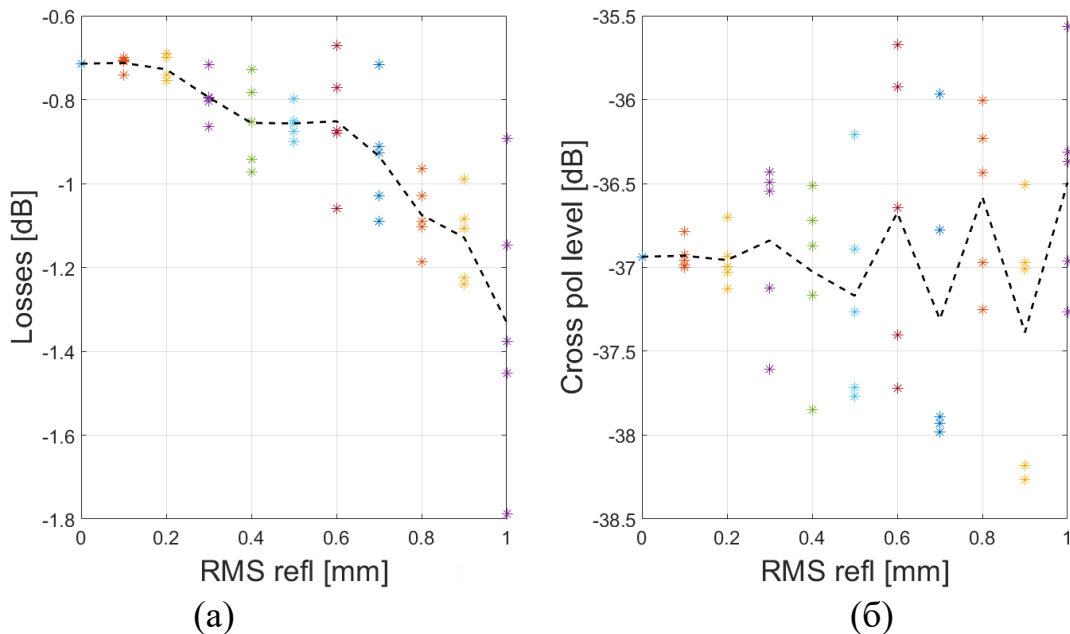 -0.6
-0.8
-1
-1.2
-1.4
-1.6
-1.8
Losses [dB]
0 0.2 0.4 0.6 0.8 1
RMS refl [mm]
(а)
-35.5
-36
-36.5
-37
-37.5
-38
-38.5
Cross pol level [dB]
0 0.2 0.4 0.6 0.8 1
RMS refl [mm]
(б)